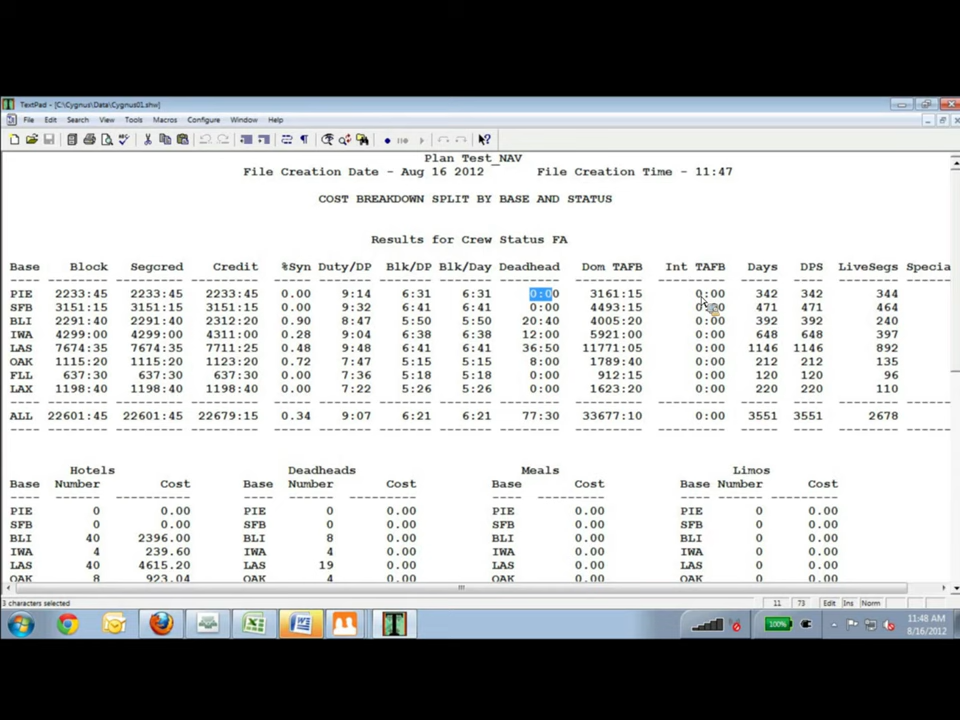 TextPad - [C:\Cygnus\Data\Cygnus01.shw]
File Edit Search View Tools Macros Configure Window Help
Plan Test_NAV
File Creation Date - Aug 16 2012 File Creation Time - 11:47
COST BREAKDOWN SPLIT BY BASE AND STATUS
Results for Crew Status FA
Base Block Segcred Credit %Syn Duty/DP Blk/DP Blk/Day Deadhead Dom TAFB Int TAFB Days DPS LiveSegs Specia
PIE 2233:45 2233:45 2233:45 0.00 9:14 6:31 6:31 0:00 3161:15 0:00 342 342 344
SFB 3151:15 3151:15 3151:15 0.00 9:32 6:41 6:41 0:00 4493:15 0:00 471 471 464
BLI 2291:40 2291:40 2312:20 0.90 8:47 5:50 5:50 20:40 4005:20 0:00 392 392 240
IWA 4299:00 4299:00 4311:00 0.28 9:04 6:38 6:38 12:00 5921:00 0:00 648 648 397
LAS 7674:35 7674:35 7711:25 0.48 9:48 6:41 6:41 36:50 11771:05 0:00 1146 1146 892
OAK 1115:20 1115:20 1123:20 0.72 7:47 5:15 5:15 8:00 1789:40 0:00 212 212 135
FLL 637:30 637:30 637:30 0.00 7:36 5:18 5:18 0:00 912:15 0:00 120 120 96
LAX 1198:40 1198:40 1198:40 0.00 7:22 5:26 5:26 0:00 1623:20 0:00 220 220 110
ALL 22601:45 22601:45 22679:15 0.34 9:07 6:21 6:21 77:30 33677:10 0:00 3551 3551 2678
Hotels Deadheads Meals Limos
Base Number Cost Base Number Cost Base Cost Base Number Cost
PIE 0 0.00 PIE 0 0.00 PIE 0.00 PIE 0 0.00
SFB 0 0.00 SFB 0 0.00 SFB 0.00 SFB 0 0.00
BLI 40 2396.00 BLI 8 0.00 BLI 0.00 BLI 0 0.00
IWA 4 239.60 IWA 4 0.00 IWA 0.00 IWA 0 0.00
LAS 40 4615.20 LAS 19 0.00 LAS 0.00 LAS 0 0.00
OAK 8 923.04 OAK 4 0.00 OAK 0.00 OAK 0 0.00
3 characters selected 11 73 Edit Ins Norm
100% 11:48 AM
8/16/2012